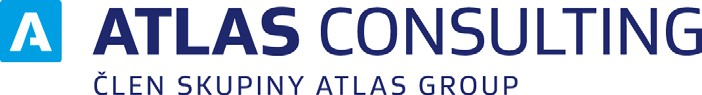 A ATLAS CONSULTING
ČLEN SKUPINY ATLAS GROUP